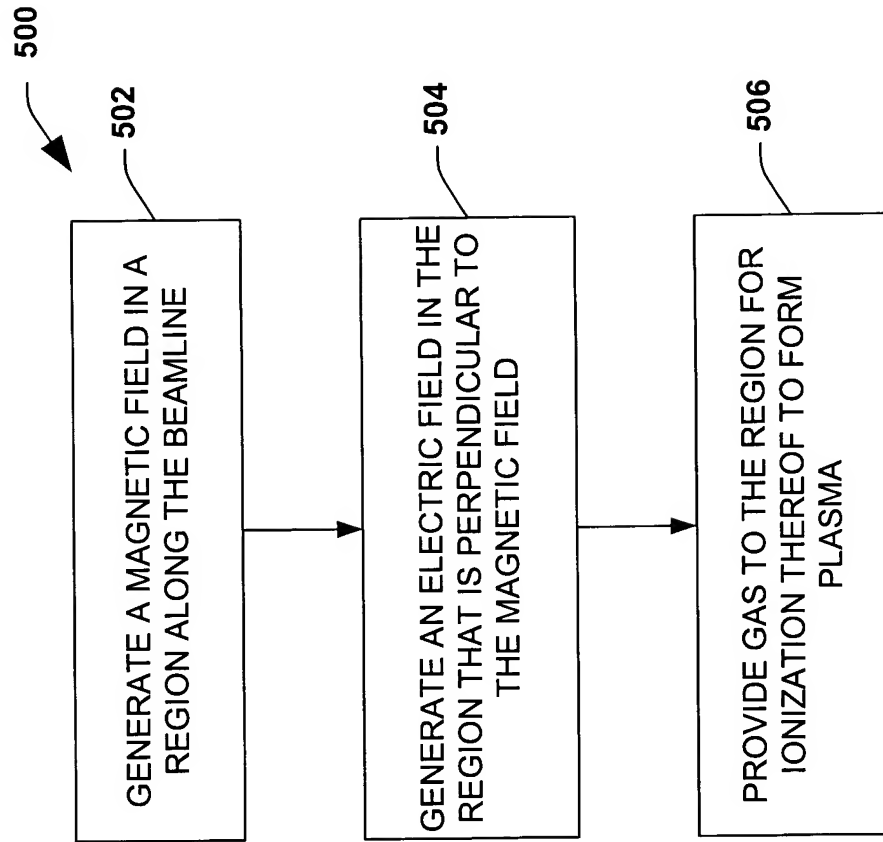 500
502
GENERATE A MAGNETIC FIELD IN A
REGION ALONG THE BEAMLINE
504
GENERATE AN ELECTRIC FIELD IN THE
REGION THAT IS PERPENDICULAR TO
THE MAGNETIC FIELD
506
PROVIDE GAS TO THE REGION FOR
IONIZATION THEREOF TO FORM
PLASMA